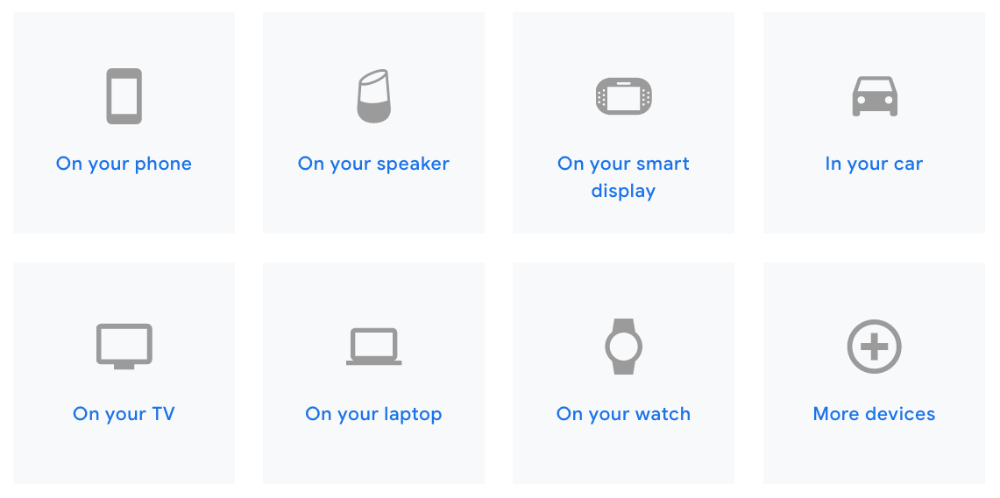 On your phone
On your speaker
On your smart
display
In your car
On your TV
On your laptop
On your watch
More devices